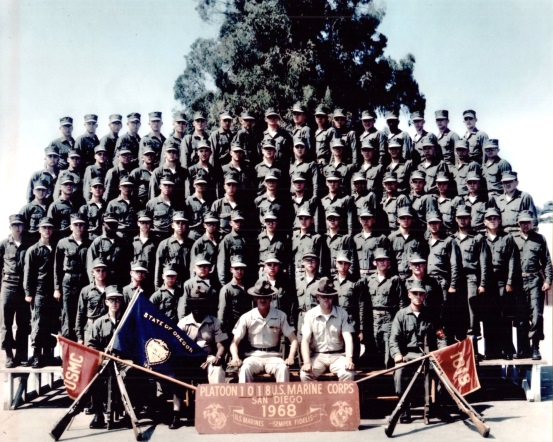 STATE OF OREGON
USMC
1018
PLATOON 1018 U.S. MARINE CORPS
SAN DIEGO
1968
U.S. MARINES — SEMPER FIDELIS